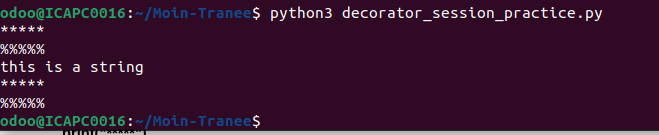 odoo@ICAPC0016:~/Moin-Tranee$ python3 decorator_session_practice.py
*****
%%%%%
this is a string
*****
%%%%%
odoo@ICAPC0016:~/Moin-Tranee$